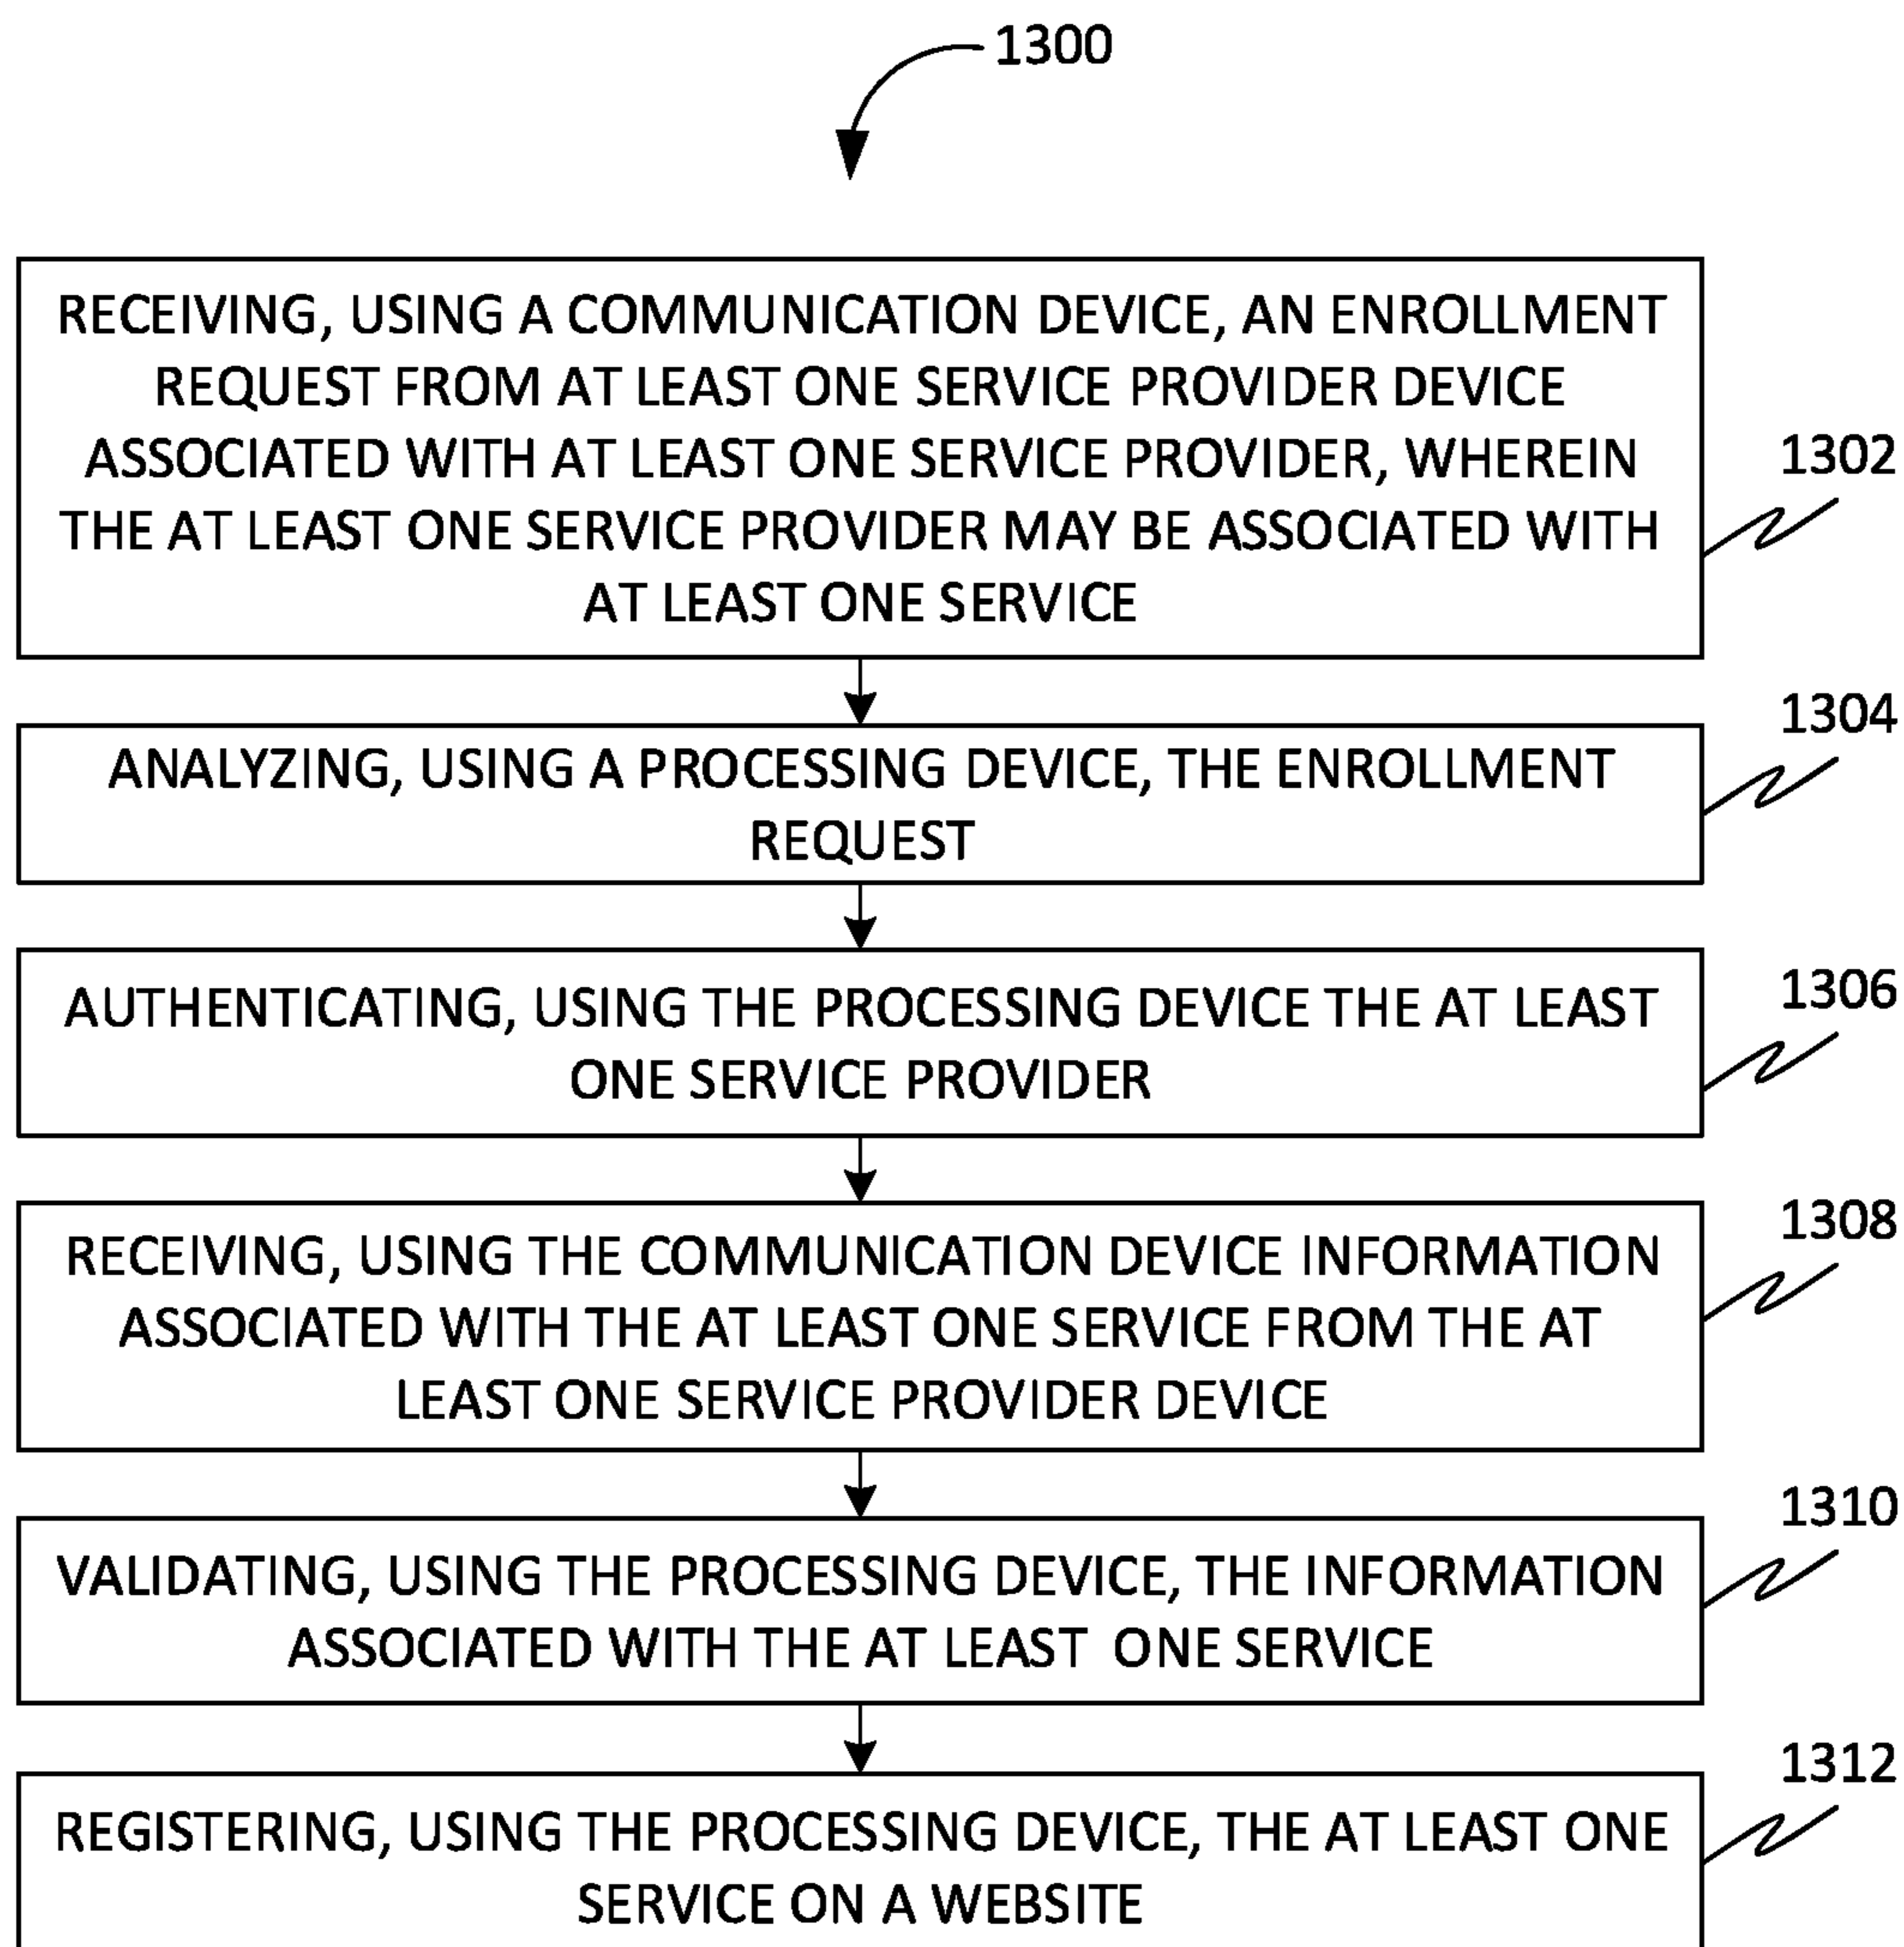 1300
RECEIVING, USING A COMMUNICATION DEVICE, AN ENROLLMENT
REQUEST FROM AT LEAST ONE SERVICE PROVIDER DEVICE
ASSOCIATED WITH AT LEAST ONE SERVICE PROVIDER, WHEREIN
THE AT LEAST ONE SERVICE PROVIDER MAY BE ASSOCIATED WITH
AT LEAST ONE SERVICE
1302
ANALYZING, USING A PROCESSING DEVICE, THE ENROLLMENT
REQUEST
1304
AUTHENTICATING, USING THE PROCESSING DEVICE THE AT LEAST
ONE SERVICE PROVIDER
1306
RECEIVING, USING THE COMMUNICATION DEVICE INFORMATION
ASSOCIATED WITH THE AT LEAST ONE SERVICE FROM THE AT
LEAST ONE SERVICE PROVIDER DEVICE
1308
VALIDATING, USING THE PROCESSING DEVICE, THE INFORMATION
ASSOCIATED WITH THE AT LEAST ONE SERVICE
1310
REGISTERING, USING THE PROCESSING DEVICE, THE AT LEAST ONE
SERVICE ON A WEBSITE
1312